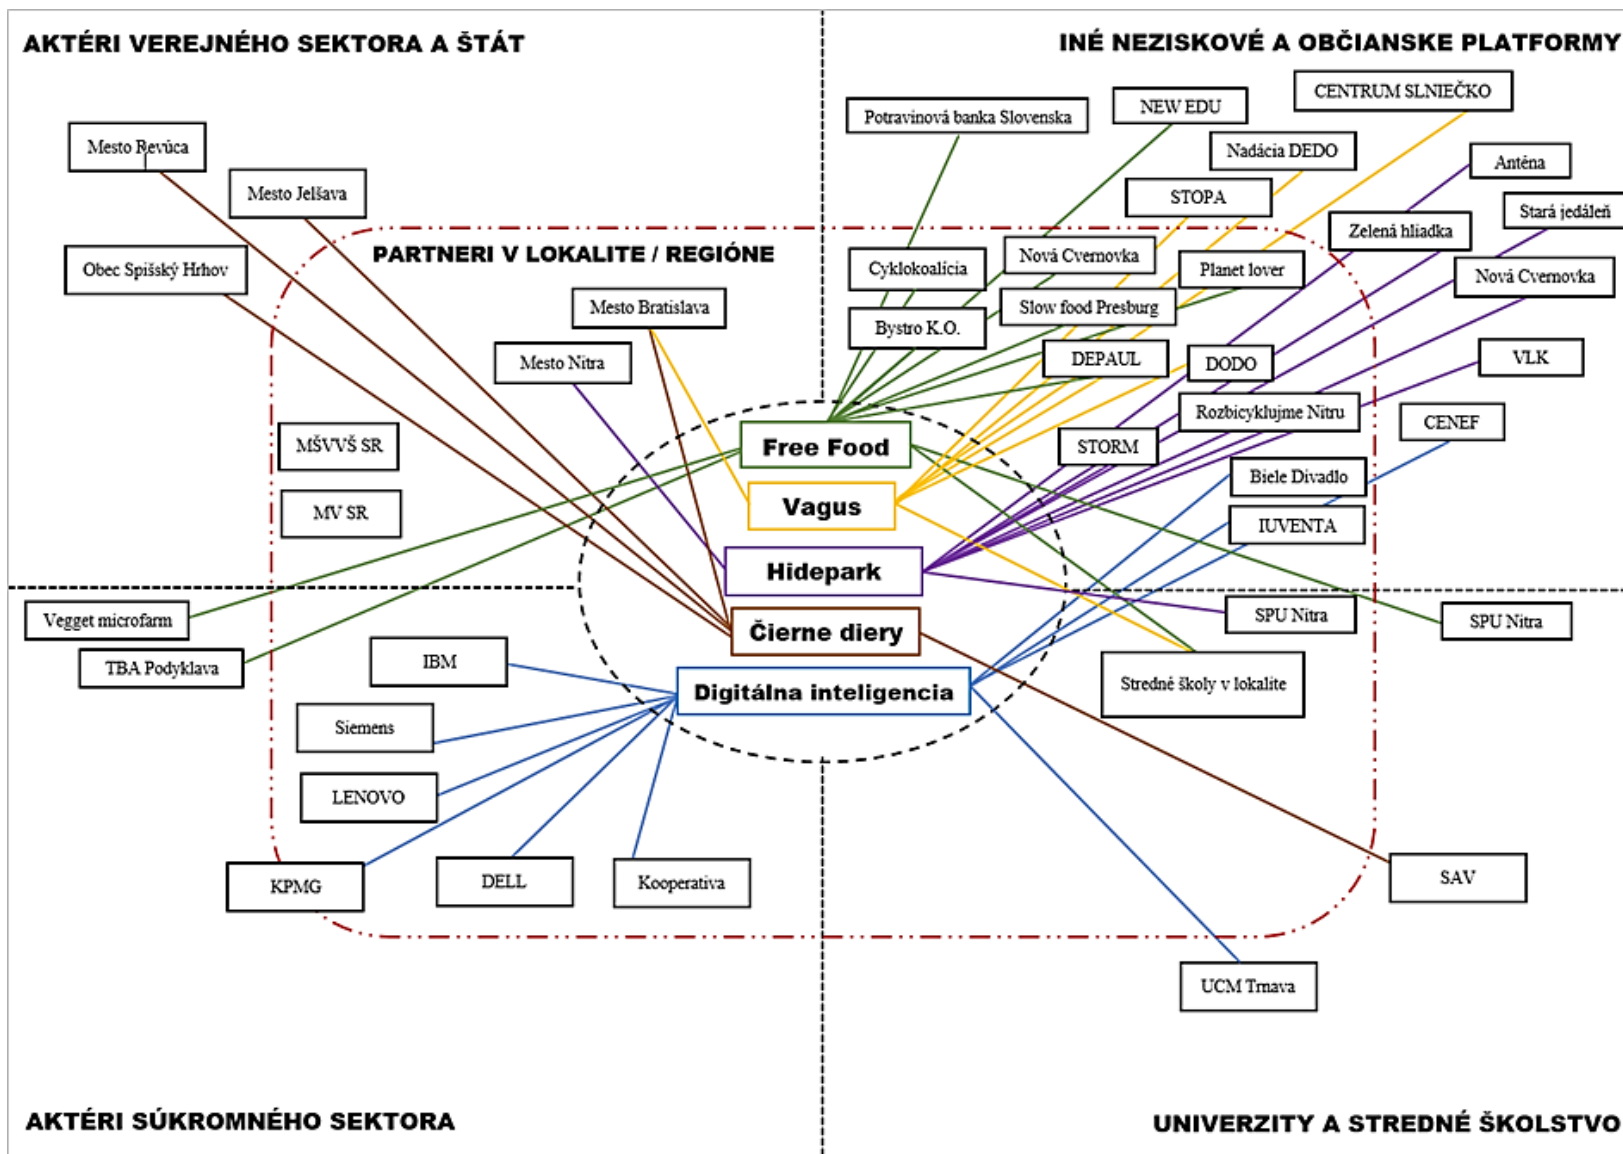 AKTÉRI VEREJNÉHO SEKTORA A ŠTÁT
INÉ NEZISKOVÉ A OBČIANSKE PLATFORMY
CENTRUM SLNIEČKO
NEW EDU
Potravinová banka Slovenska
Mesto Revúca
Nadácia DEDO
Anténa
Mesto Jelšava
STOPA
Stará jedáleň
Zelená hliadka
PARTNERI V LOKALITE / REGIÓNE
Nová Cvernovka
Obec Spišský Hrhov
Cyklokoalícia
Planet lover
Nová Cvernovka
Mesto Bratislava
Slow food Presburg
Bystro K.O.
DEPAUL
Mesto Nitra
DODO
VLK
Rozbicyklujme Nitru
CENEF
MŠVVŠ SR
Free Food
STORM
Biele Divadlo
Vagus
MV SR
IUVENTA
Hidepark
Vegget microfarm
SPU Nitra
SPU Nitra
Čierne diery
TBA Podyklava
IBM
Stredné školy v lokalite
Digitálna inteligencia
Siemens
LENOVO
KPMG
DELL
Kooperativa
SAV
UCM Trnava
AKTÉRI SÚKROMNÉHO SEKTORA
UNIVERZITY A STREDNÉ ŠKOLSTVO